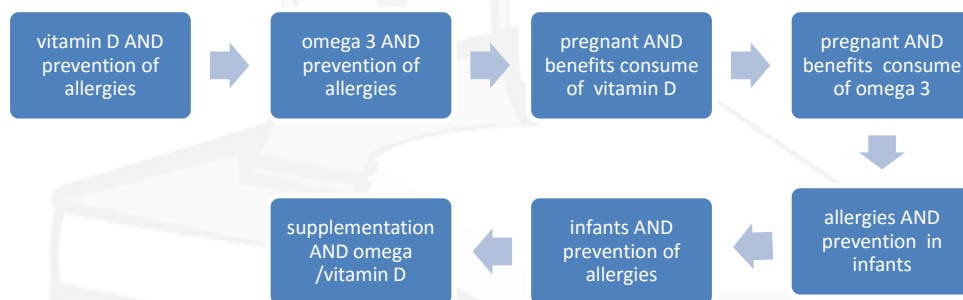 vitamin D AND
prevention of
allergies
omega 3 AND
prevention of
allergies
pregnant AND
benefits consume
of vitamin D
pregnant AND
benefits consume
of omega 3
allergies AND
prevention in
infants
infants AND
prevention of
allergies
supplementation
AND omega
/vitamin D